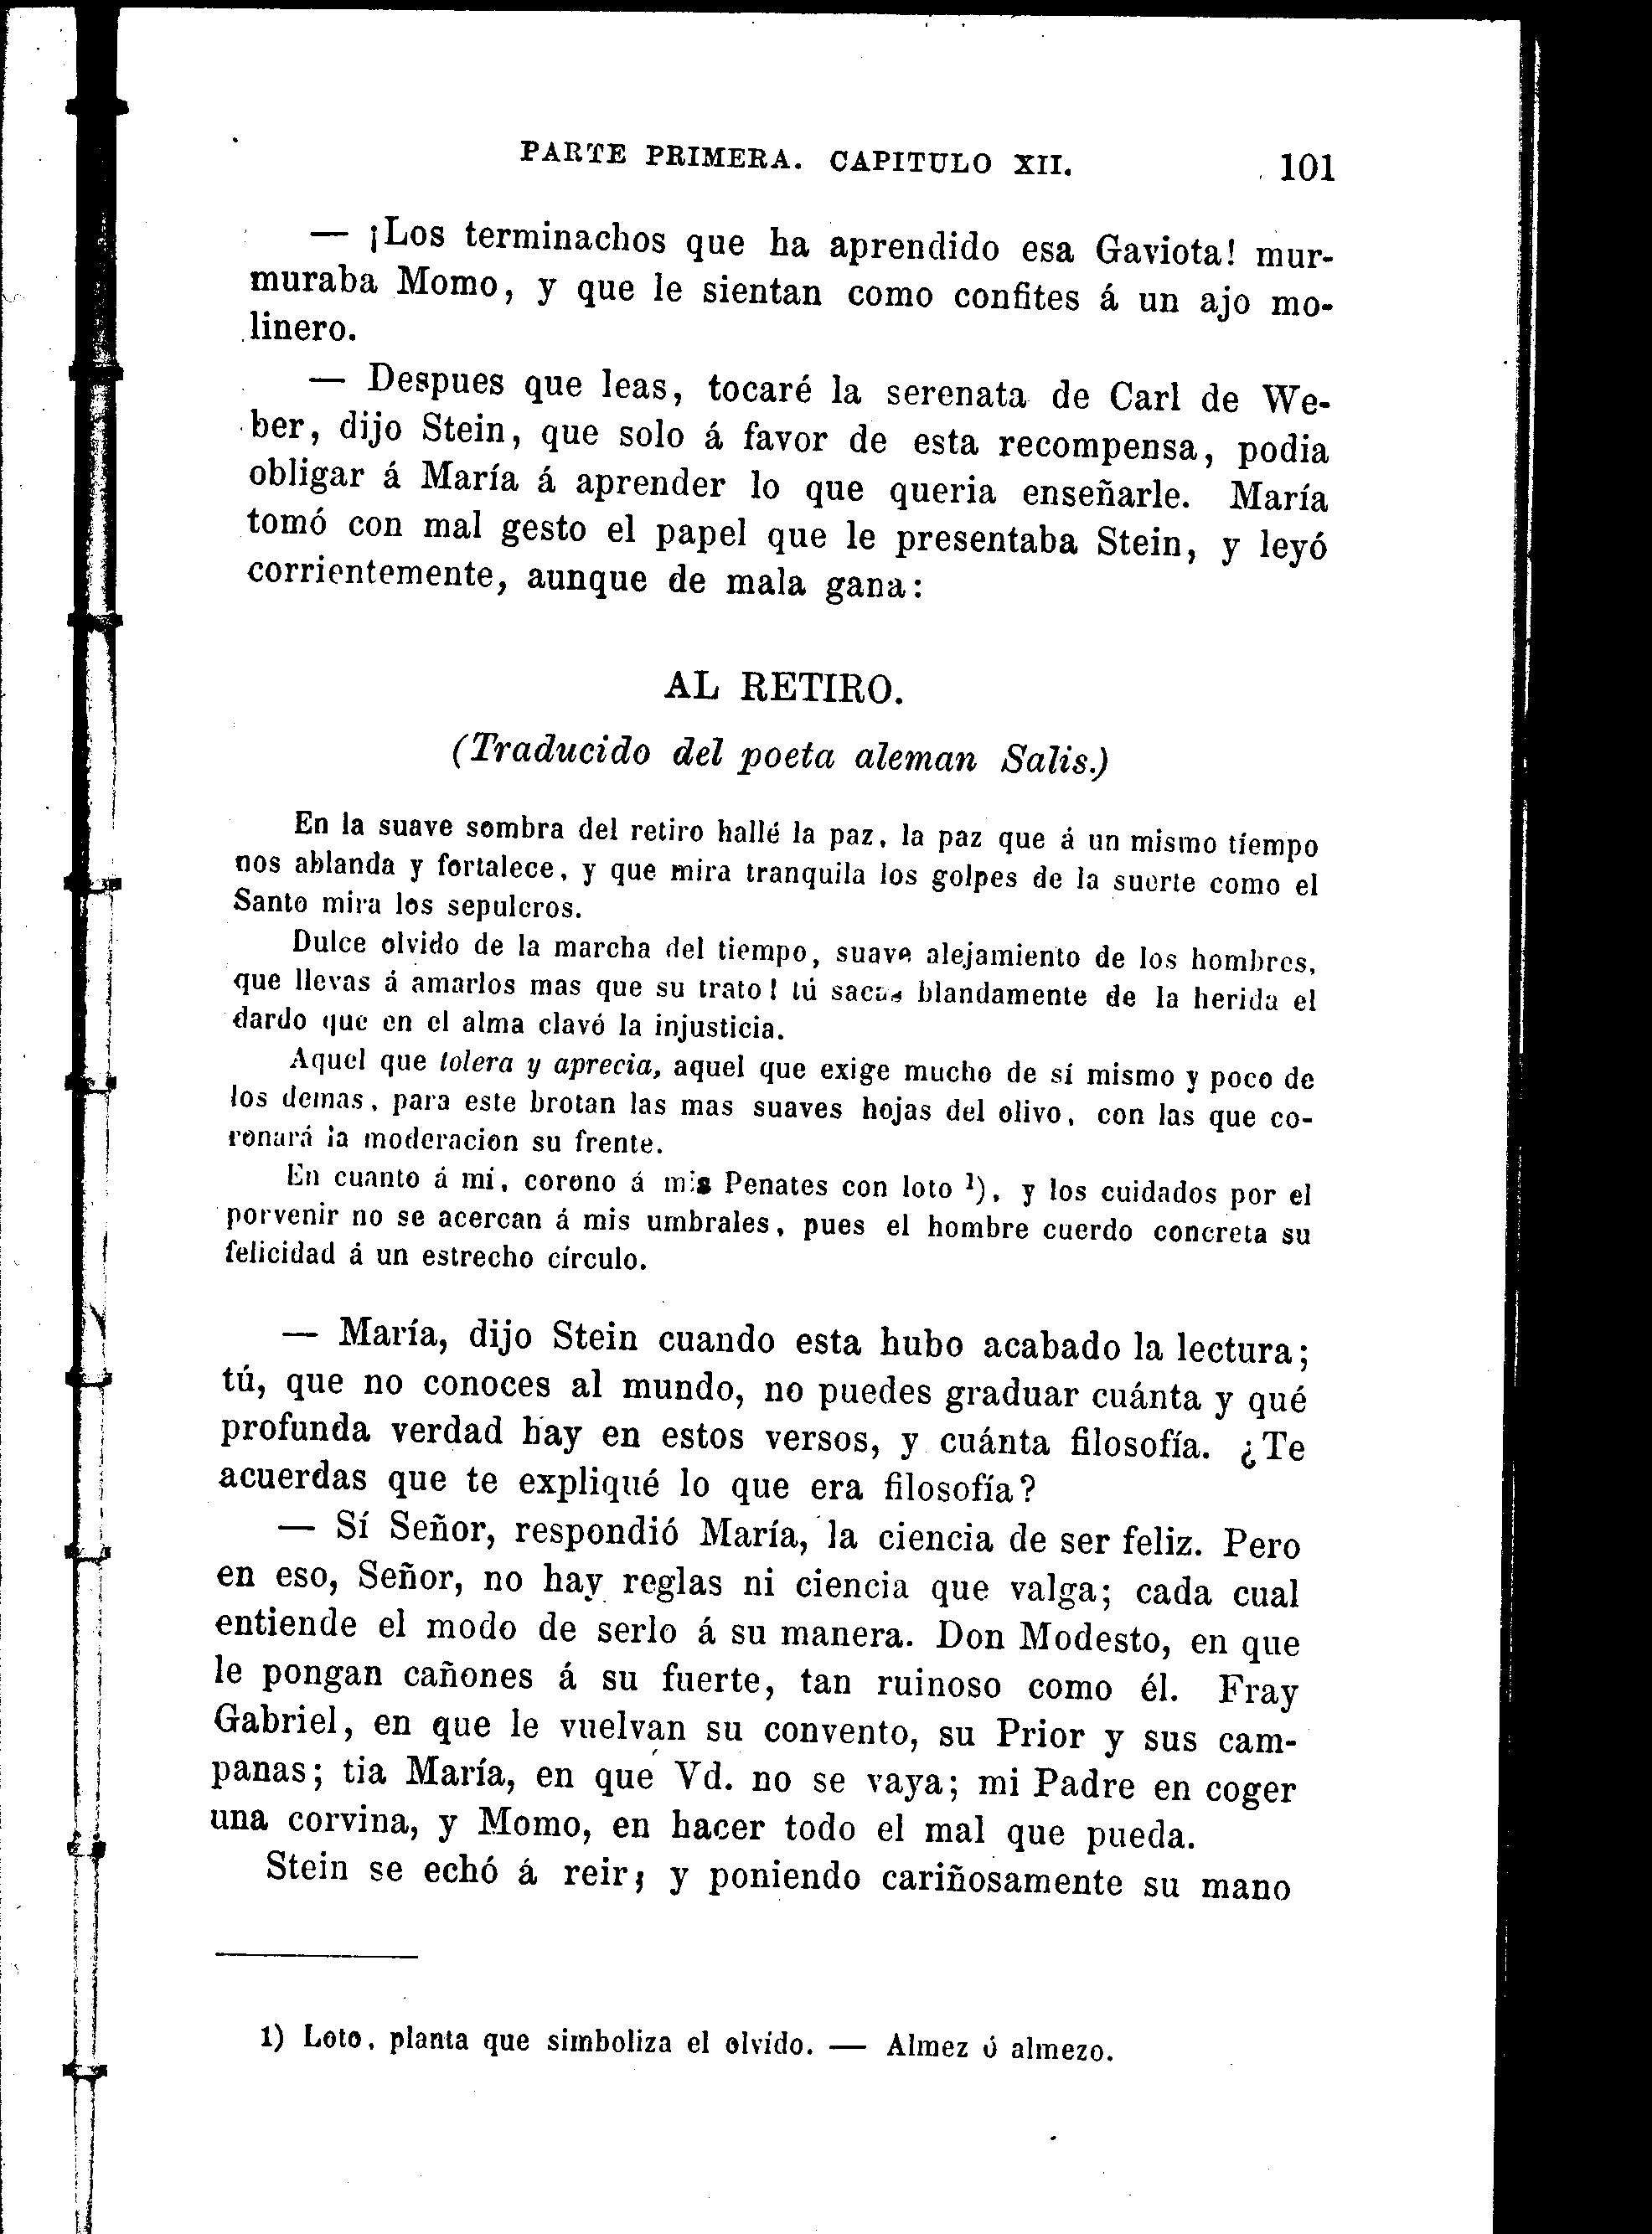 PARTE PRIMERA. CAPITULO XII. 101
— ¡Los terminachos que ha aprendido esa Gaviota! mur-
muraba Momo, y que le sientan como confites á un ajo mo-
linero.
— Despues que leas, tocaré la serenata de Carl de We-
ber, dijo Stein, que solo á favor de esta recompensa, podia
obligar á María á aprender lo que queria enseñarle. María
tomó con mal gesto el papel que le presentaba Stein, y leyó
corrientemente, aunque de mala gana:
AL RETIRO.
(Traducido del poeta aleman Salis.)
En la suave sombra del retiro hallé la paz, la paz que á un mismo tiempo
nos ablanda y fortalece, y que mira tranquila los golpes de la suerte como el
Santo mira los sepulcros.
Dulce olvido de la marcha del tiempo, suave alejamiento de los hombres,
que llevas á amarlos mas que su trato! tú sacas blandamente de la herida el
dardo que en el alma clavó la injusticia.
Aquel que tolera y aprecia, aquel que exige mucho de sí mismo y poco de
los demas, para este brotan las mas suaves hojas del olivo, con las que co-
ronará la moderacion su frente.
En cuanto á mi, corono á mis Penates con loto ¹), y los cuidados por el
porvenir no se acercan á mis umbrales, pues el hombre cuerdo concreta su
felicidad á un estrecho círculo.
— María, dijo Stein cuando esta hubo acabado la lectura;
tú, que no conoces al mundo, no puedes graduar cuánta y qué
profunda verdad hay en estos versos, y cuánta filosofía. ¿Te
acuerdas que te expliqué lo que era filosofía?
— Sí Señor, respondió María, la ciencia de ser feliz. Pero
en eso, Señor, no hay reglas ni ciencia que valga; cada cual
entiende el modo de serlo á su manera. Don Modesto, en que
le pongan cañones á su fuerte, tan ruinoso como él. Fray
Gabriel, en que le vuelvan su convento, su Prior y sus cam-
panas; tia María, en que Vd. no se vaya; mi Padre en coger
una corvina, y Momo, en hacer todo el mal que pueda.
Stein se echó á reir, y poniendo cariñosamente su mano
1) Loto, planta que simboliza el olvido. — Almez ó almezo.